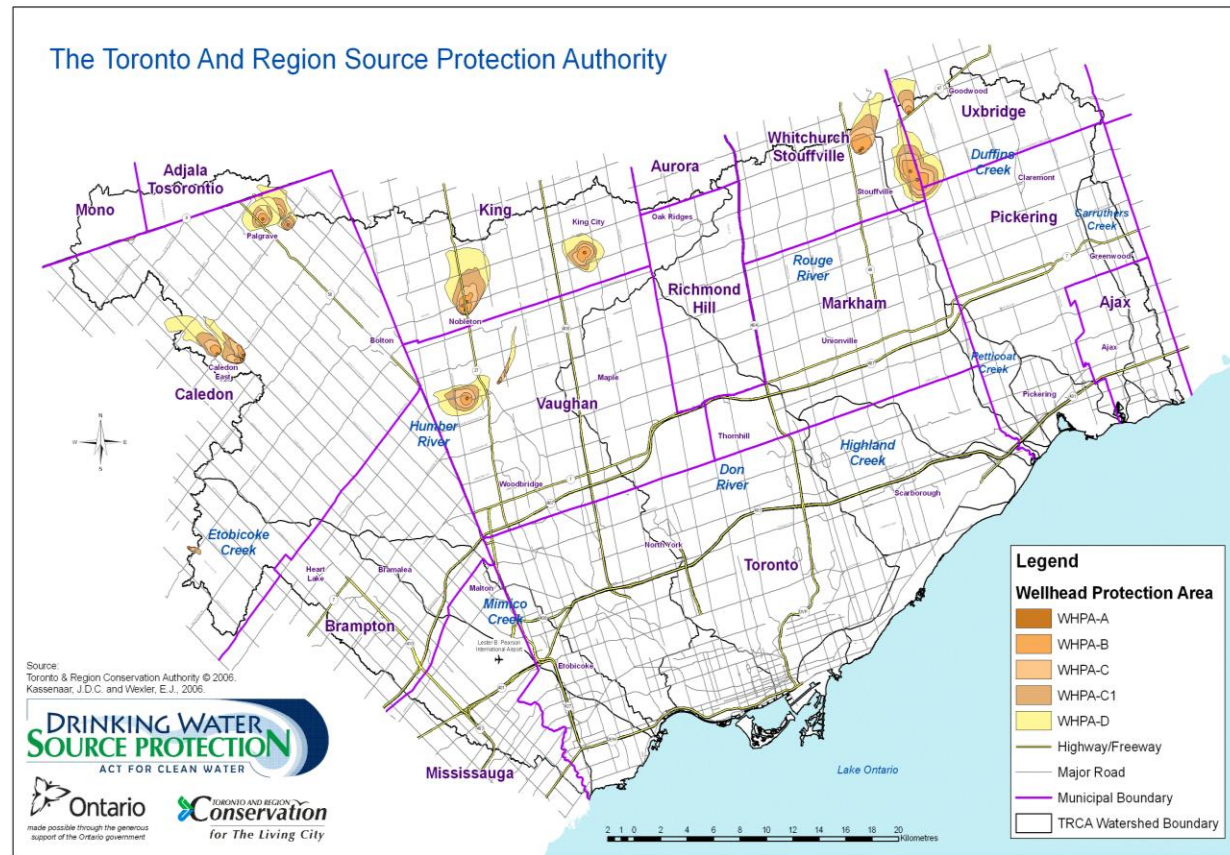 The Toronto And Region Source Protection Authority
Goodwood
Uxbridge
Whitchurch
Stouffville
Duffins
Creek
Claremont
Adjala
Tosorontio
Aurora
Stouffville
Mono
King
King City
Oak Ridges
Pickering
Carruthers
Creek
Palgrave
Greenwood
Rouge
River
Richmond
Hill
Markham
Ajax
Nobleton
Bolton
Unionville
Ajax
Petticoat
Creek
Caledon
East
Caledon
Maple
Vaughan
Pickering
Humber
River
Thornhill
Highland
Creek
Don
River
Woodbridge
Scarborough
Etobicoke
Creek
North York
Toronto
Heart
Lake
Bramalea
Malton
Mimico
Creek
Brampton
Lester B. Pearson
International Airport
Etobicoke
Mississauga
Lake Ontario
N
W
E
S
Source:
Toronto & Region Conservation Authority © 2006.
Kassenaar, J.D.C. and Wexler, E.J., 2006.
DRINKING WATER
SOURCE PROTECTION
ACT FOR CLEAN WATER
Ontario
made possible through the generous
support of the Ontario government
TORONTO AND REGION
Conservation
for The Living City
2 1 0 2 4 6 8 10 12 14 16 18 20
Kilometres
Legend
Wellhead Protection Area
WHPA-A
WHPA-B
WHPA-C
WHPA-C1
WHPA-D
Highway/Freeway
Major Road
Municipal Boundary
TRCA Watershed Boundary